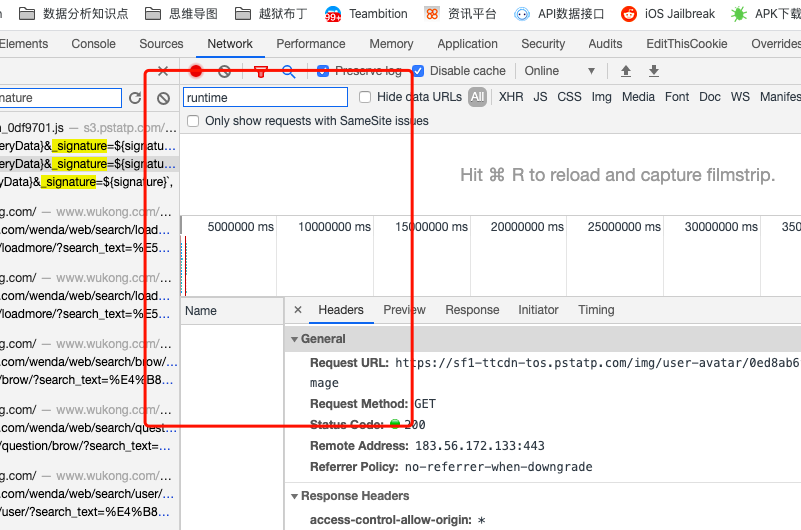 n 数据分析知识点 思维导图 越狱布丁 99+ Teambition 资讯平台 API数据接口 iOS Jailbreak APK下载
Elements Console Sources Network Performance Memory Application Security Audits EditThisCookie Overrides
Preserve log Disable cache Online
nature runtime Hide data URLs All XHR JS CSS Img Media Font Doc WS Manifes
Only show requests with SameSite issues
_0df9701.js — s3.pstatp.com/…
eryData}&_signature=${signatu…
eryData}&_signature=${signatu…
yData}&_signature=${signature}`,
Hit ⌘ R to reload and capture filmstrip.
ng.com/ — www.wukong.com/…
.com/wenda/web/search/load…
/loadmore/?search_text=%E5…
5000000 ms 10000000 ms 15000000 ms 20000000 ms 25000000 ms 30000000 ms 350
ng.com/ — www.wukong.com/…
.com/wenda/web/search/load…
/loadmore/?search_text=%E5…
ng.com/ — www.wukong.com/…
.com/wenda/web/search/brow/…
/brow/?search_text=%E4%B8…
ng.com/ — www.wukong.com/…
.com/wenda/web/search/quest…
/question/brow/?search_text=…
ng.com/ — www.wukong.com/…
.com/wenda/web/search/user/…
/user/?search_text=%E4%B8…
Name
× Headers Preview Response Initiator Timing
General
Request URL: https://sf1-ttcdn-tos.pstatp.com/img/user-avatar/0ed8ab6
mage
Request Method: GET
Status Code: 200
Remote Address: 183.56.172.133:443
Referrer Policy: no-referrer-when-downgrade
Response Headers
access-control-allow-origin: *